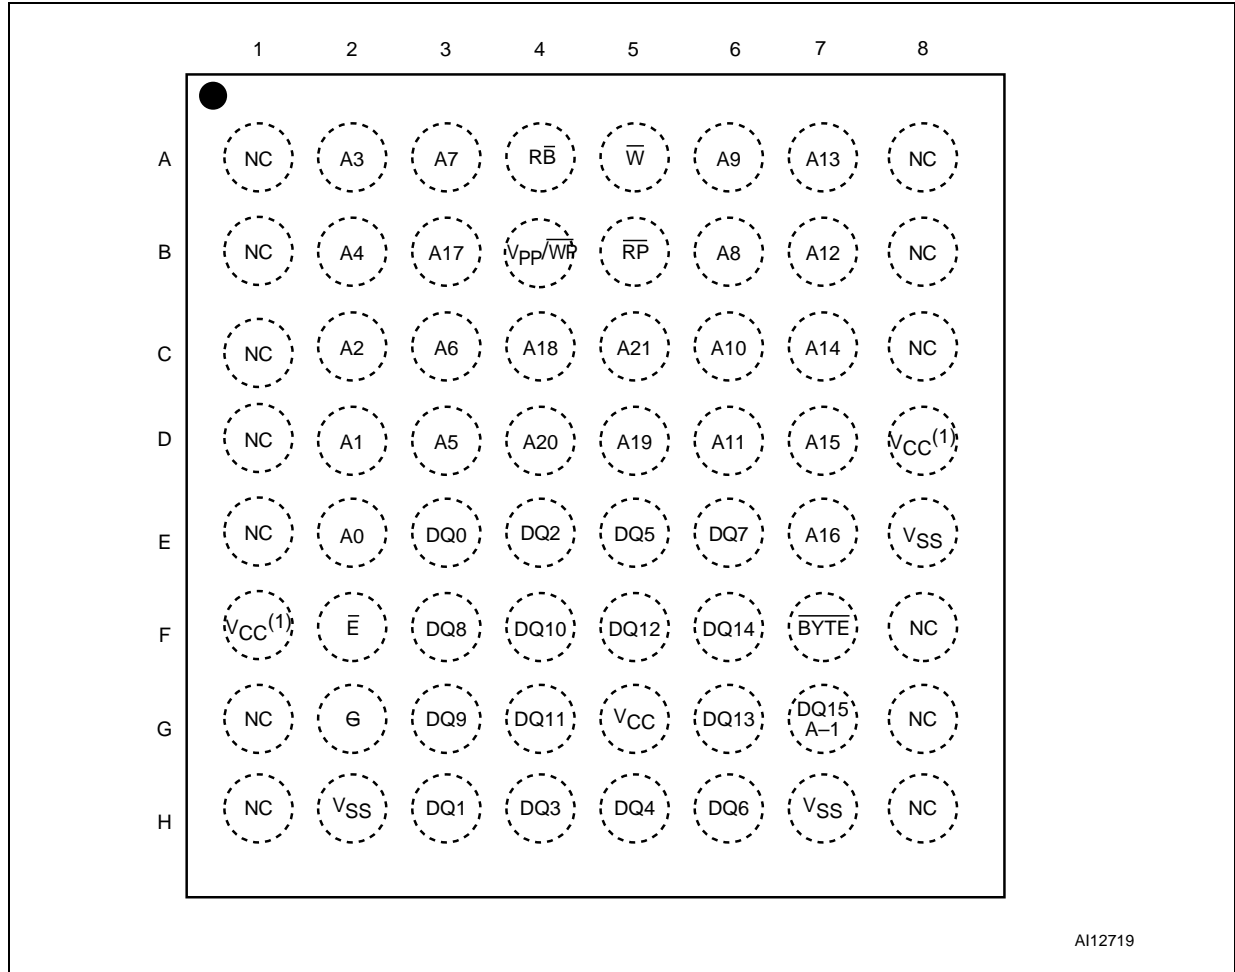 1 2 3 4 5 6 7 8
A NC A3 A7 RB̅ W̅ A9 A13 NC
B NC A4 A17 VPP/W̅P̅ R̅P̅ A8 A12 NC
C NC A2 A6 A18 A21 A10 A14 NC
D NC A1 A5 A20 A19 A11 A15 VCC(1)
E NC A0 DQ0 DQ2 DQ5 DQ7 A16 VSS
F VCC(1) E̅ DQ8 DQ10 DQ12 DQ14 B̅Y̅T̅E̅ NC
G NC G DQ9 DQ11 VCC DQ13 DQ15 A–1 NC
H NC VSS DQ1 DQ3 DQ4 DQ6 VSS NC
AI12719